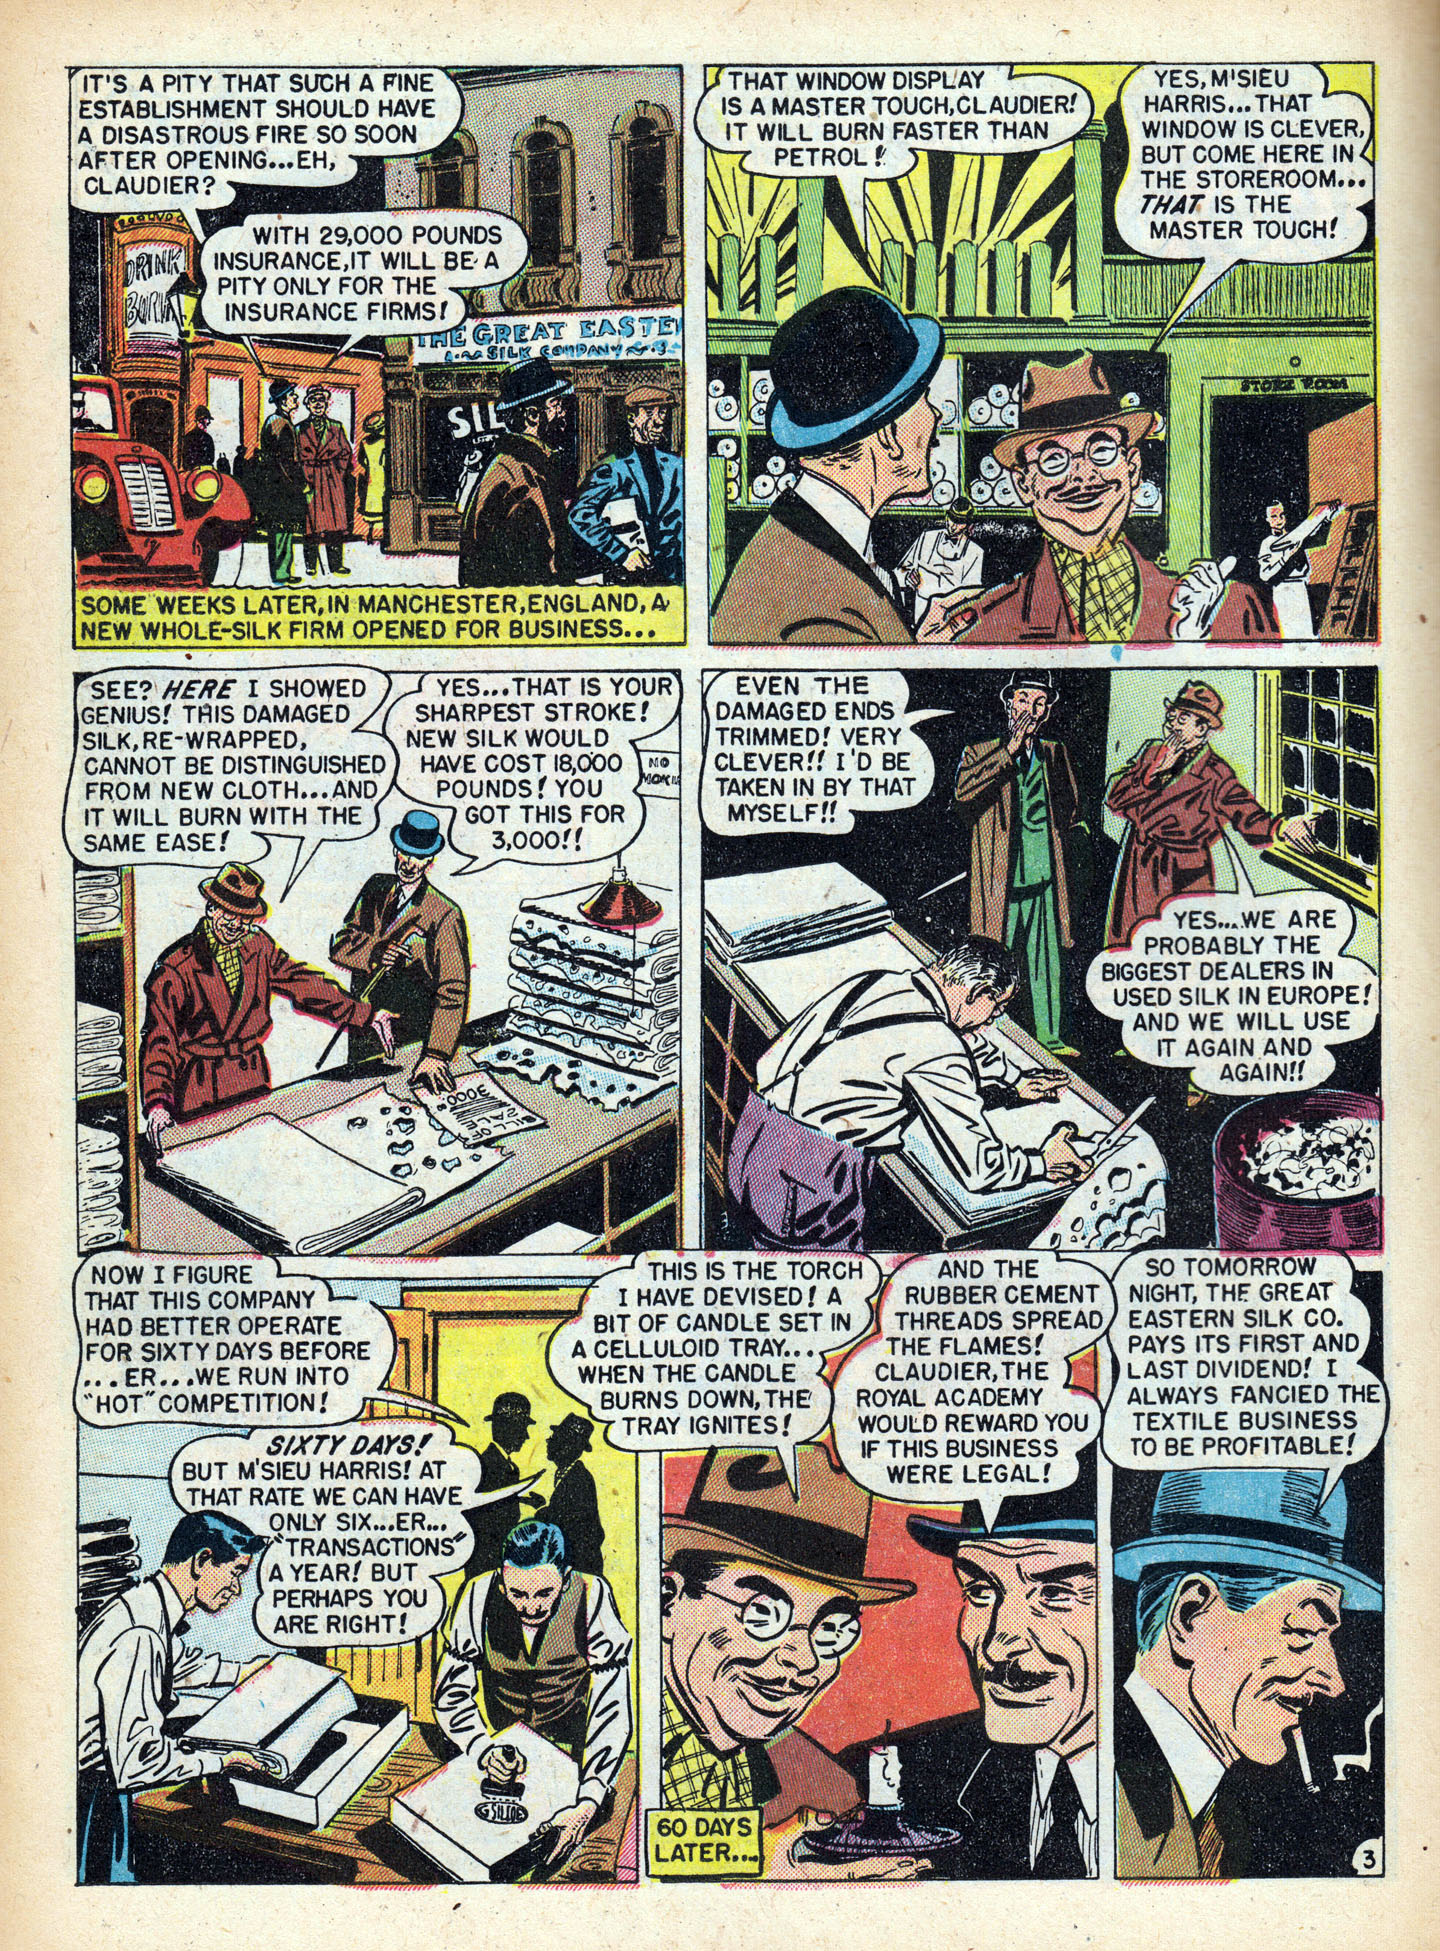 IT'S A PITY THAT SUCH A FINE
ESTABLISHMENT SHOULD HAVE
A DISASTROUS FIRE SO SOON
AFTER OPENING...EH,
CLAUDIER?
WITH 29,000 POUNDS
INSURANCE, IT WILL BE A
PITY ONLY FOR THE
INSURANCE FIRMS!
DRINK
THE GREAT EASTE
SILK COMPANY
SIL
SOME WEEKS LATER, IN MANCHESTER, ENGLAND, A
NEW WHOLE-SILK FIRM OPENED FOR BUSINESS...
THAT WINDOW DISPLAY
IS A MASTER TOUCH, CLAUDIER!
IT WILL BURN FASTER THAN
PETROL!
YES, M'SIEU
HARRIS...THAT
WINDOW IS CLEVER,
BUT COME HERE IN
THE STOREROOM...
THAT IS THE
MASTER TOUCH!
STORE ROOM
SEE? HERE I SHOWED
GENIUS! THIS DAMAGED
SILK, RE-WRAPPED,
CANNOT BE DISTINGUISHED
FROM NEW CLOTH...AND
IT WILL BURN WITH THE
SAME EASE!
YES...THAT IS YOUR
SHARPEST STROKE!
NEW SILK WOULD
HAVE COST 18,000
POUNDS! YOU
GOT THIS FOR
3,000!!
NO
SMOKIN
BILL OF
3000
EVEN THE
DAMAGED ENDS
TRIMMED! VERY
CLEVER!! I'D BE
TAKEN IN BY THAT
MYSELF!!
YES...WE ARE
PROBABLY THE
BIGGEST DEALERS IN
USED SILK IN EUROPE!
AND WE WILL USE
IT AGAIN AND
AGAIN!!
NOW I FIGURE
THAT THIS COMPANY
HAD BETTER OPERATE
FOR SIXTY DAYS BEFORE
...ER...WE RUN INTO
"HOT" COMPETITION!
SIXTY DAYS!
BUT M'SIEU HARRIS! AT
THAT RATE WE CAN HAVE
ONLY SIX...ER...
"TRANSACTIONS"
A YEAR! BUT
PERHAPS YOU
ARE RIGHT!
THIS IS THE TORCH
I HAVE DEVISED! A
BIT OF CANDLE SET IN
A CELLULOID TRAY...
WHEN THE CANDLE
BURNS DOWN, THE
TRAY IGNITES!
AND THE
RUBBER CEMENT
THREADS SPREAD
THE FLAMES!
CLAUDIER, THE
ROYAL ACADEMY
WOULD REWARD YOU
IF THIS BUSINESS
WERE LEGAL!
60 DAYS
LATER...
SO TOMORROW
NIGHT, THE GREAT
EASTERN SILK CO.
PAYS ITS FIRST AND
LAST DIVIDEND! I
ALWAYS FANCIED THE
TEXTILE BUSINESS
TO BE PROFITABLE!
3